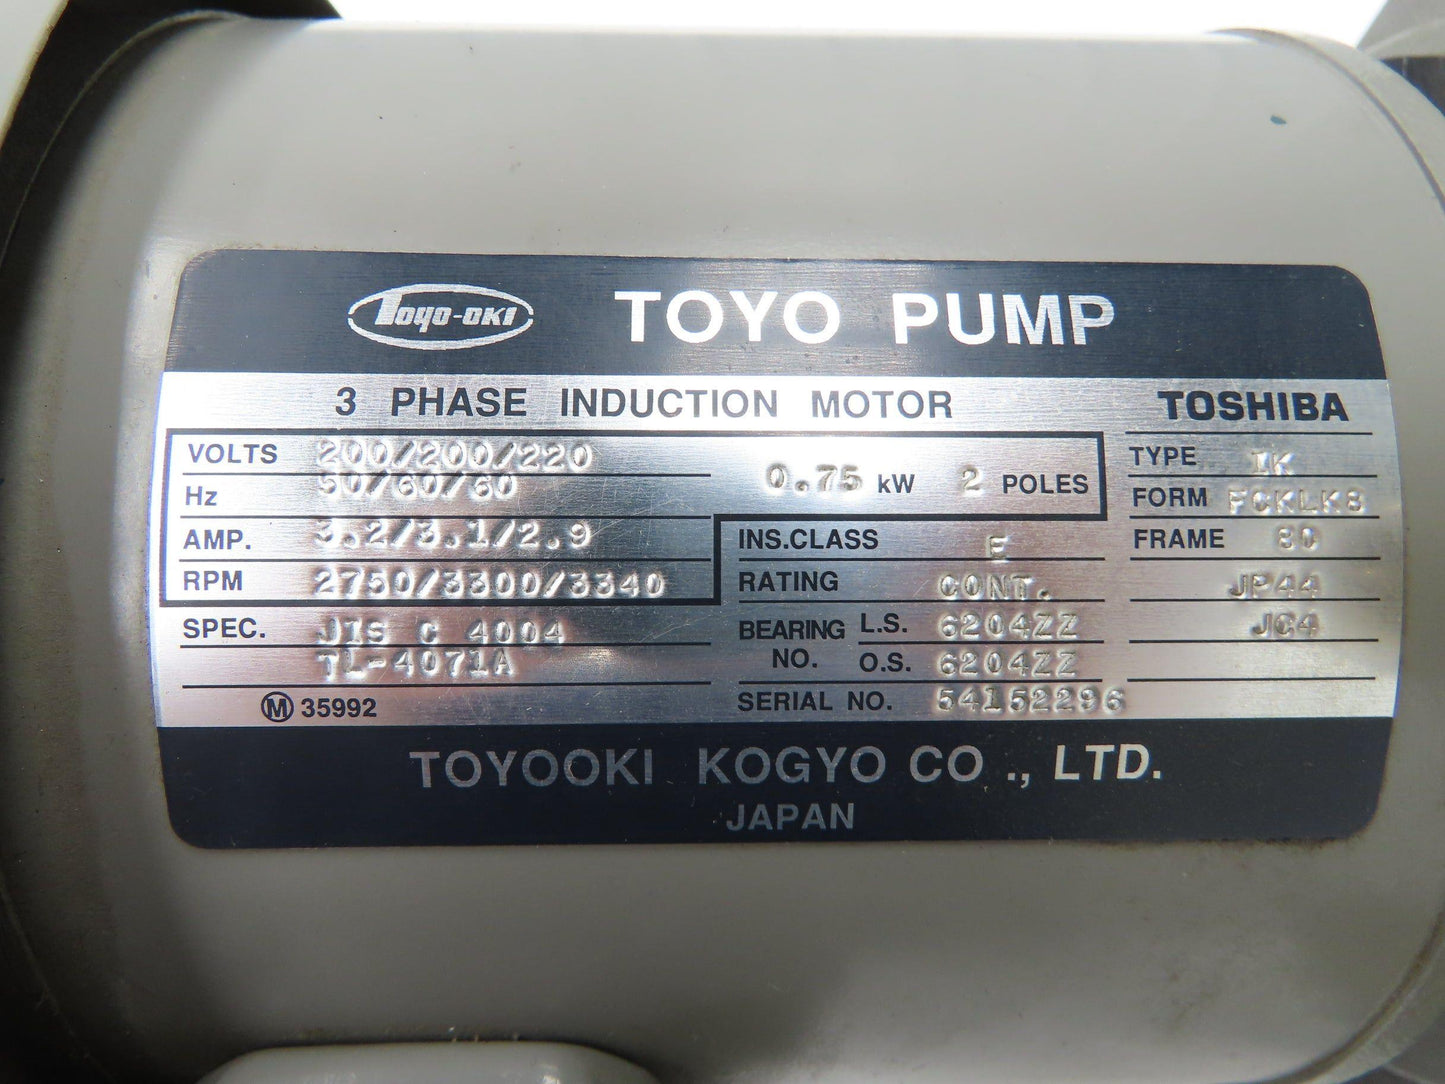 Toyo-OKI TOYO PUMP
3 PHASE INDUCTION MOTOR TOSHIBA
VOLTS 200/200/220
Hz 50/60/60
0.75 kW 2 POLES
AMP. 3.2/3.1/2.9
RPM 2750/3300/3340
SPEC. JIS C 4004
TL-4071A
Ⓜ 35992
INS.CLASS E
RATING CONT.
BEARING NO. L.S. 6204ZZ
O.S. 6204ZZ
SERIAL NO. 54152296
TYPE IK
FORM FCKLK8
FRAME 80
JP44
JC4
TOYOOKI KOGYO CO., LTD.
JAPAN